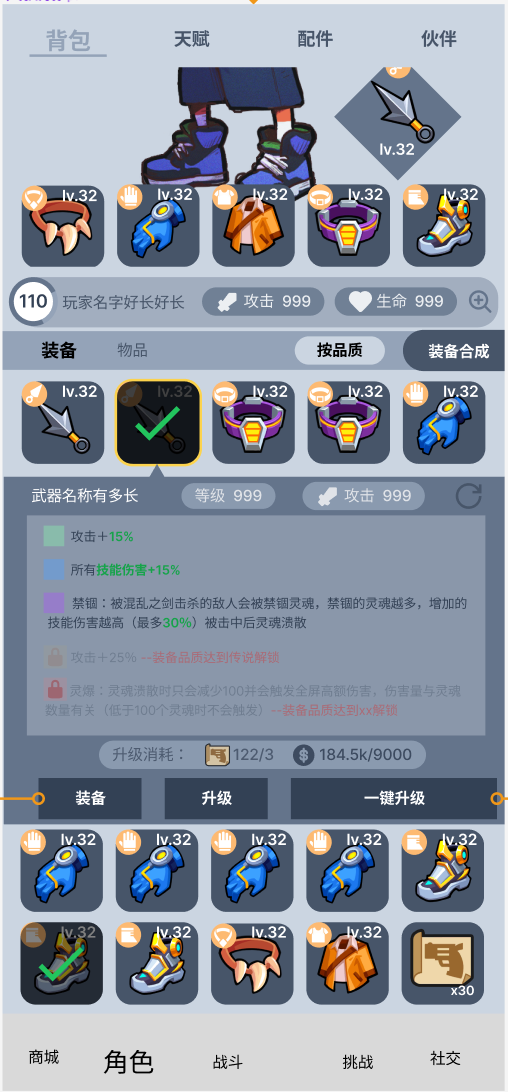 背包
天赋
配件
伙伴
lv.32
lv.32
lv.32
lv.32
lv.32
lv.32
110
玩家名字好长好长
攻击 999
生命 999
装备
物品
按品质
装备合成
lv.32
lv.32
lv.32
lv.32
lv.32
武器名称有多长
等级 999
攻击 999
攻击＋15%
所有技能伤害+15%
禁锢：被混乱之剑击杀的敌人会被禁锢灵魂，禁锢的灵魂越多，增加的
技能伤害越高（最多30%）被击中后灵魂溃散
攻击＋25% --装备品质达到传说解锁
灵爆：灵魂溃散时只会减少100并会触发全屏高额伤害，伤害量与灵魂
数量有关（低于100个灵魂时不会触发）--装备品质达到xx解锁
升级消耗：
122/3
184.5k/9000
装备
升级
一键升级
lv.32
lv.32
lv.32
lv.32
lv.32
lv.32
lv.32
lv.32
lv.32
x30
商城
角色
战斗
挑战
社交